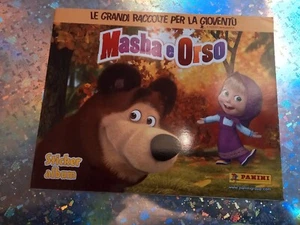 LE GRANDI RACCOLTE PER LA GIOVENTÙ
Masha e Orso
Sticker
Album
PANINI